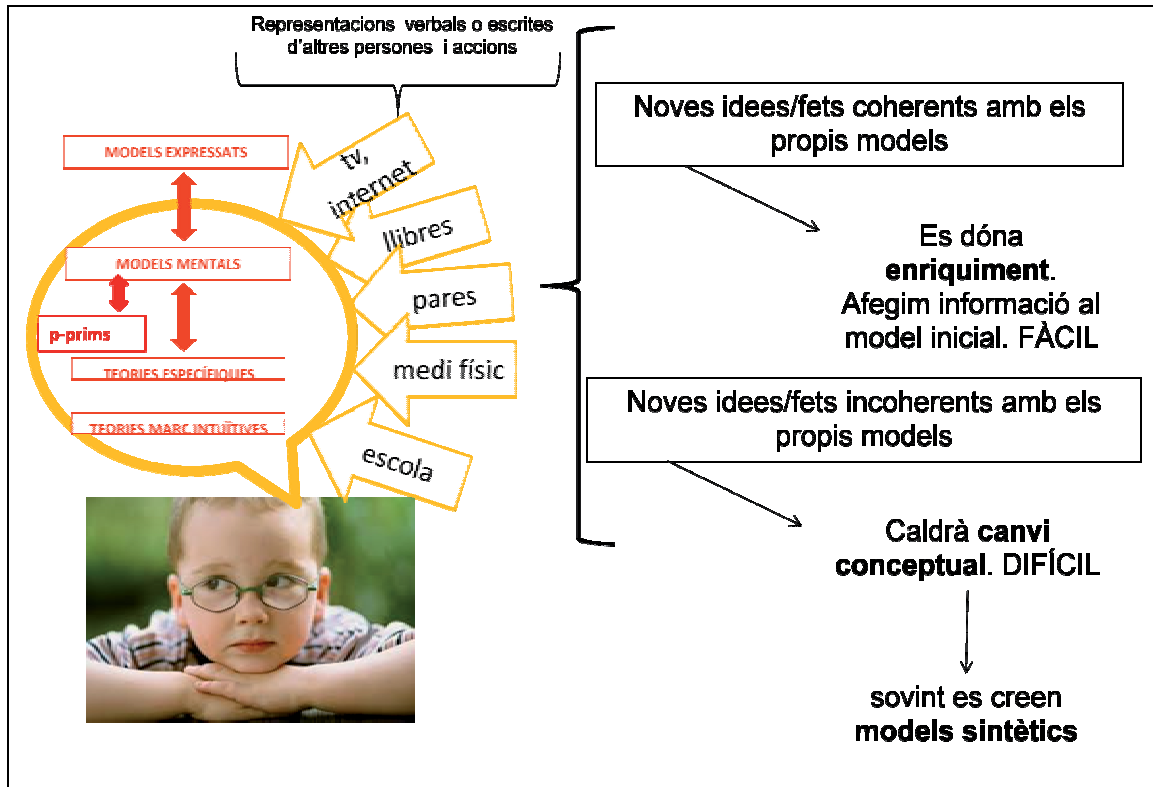 Representacions verbals o escrites
d'altres persones i accions
MODELS EXPRESSATS
MODELS MENTALS
p-prims
TEORIES ESPECÍFIQUES
TEORIES MARC INTUÏTIVES
tv,
internet
llibres
pares
medi físic
escola
Noves idees/fets coherents amb els
propis models
Es dóna
enriquiment.
Afegim informació al
model inicial. FÀCIL
Noves idees/fets incoherents amb els
propis models
Caldrà canvi
conceptual. DIFÍCIL
sovint es creen
models sintètics